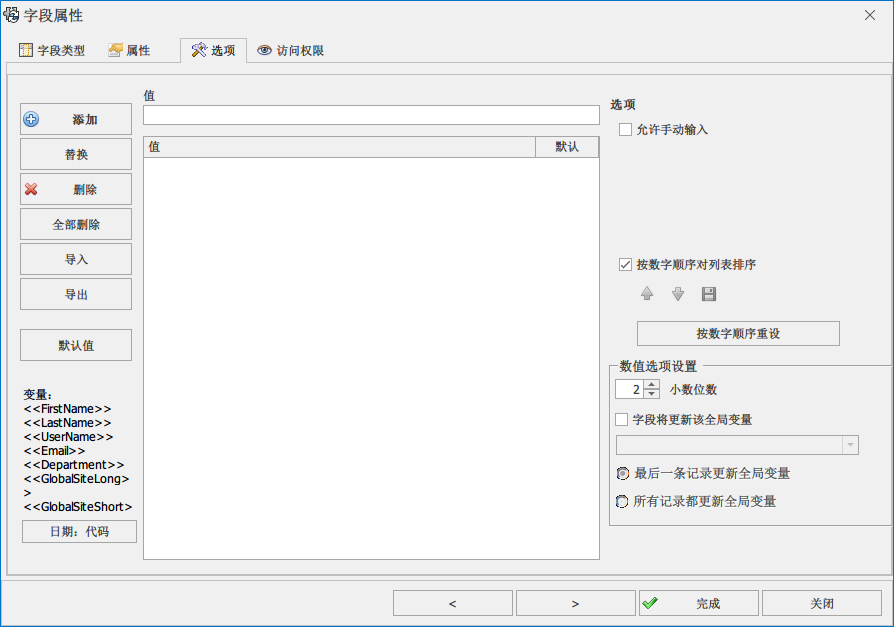 字段属性
字段类型
属性
选项
访问权限
添加
替换
删除
全部删除
导入
导出
默认值
变量:
<<FirstName>>
<<LastName>>
<<UserName>>
<<Email>>
<<Department>>
<<GlobalSiteLong>
>
<<GlobalSiteShort>
日期: 代码
值
值
默认
选项
允许手动输入
按数字顺序对列表排序
按数字顺序重设
数值选项设置
2 小数位数
字段将更新该全局变量
最后一条记录更新全局变量
所有记录都更新全局变量
<
>
完成
关闭